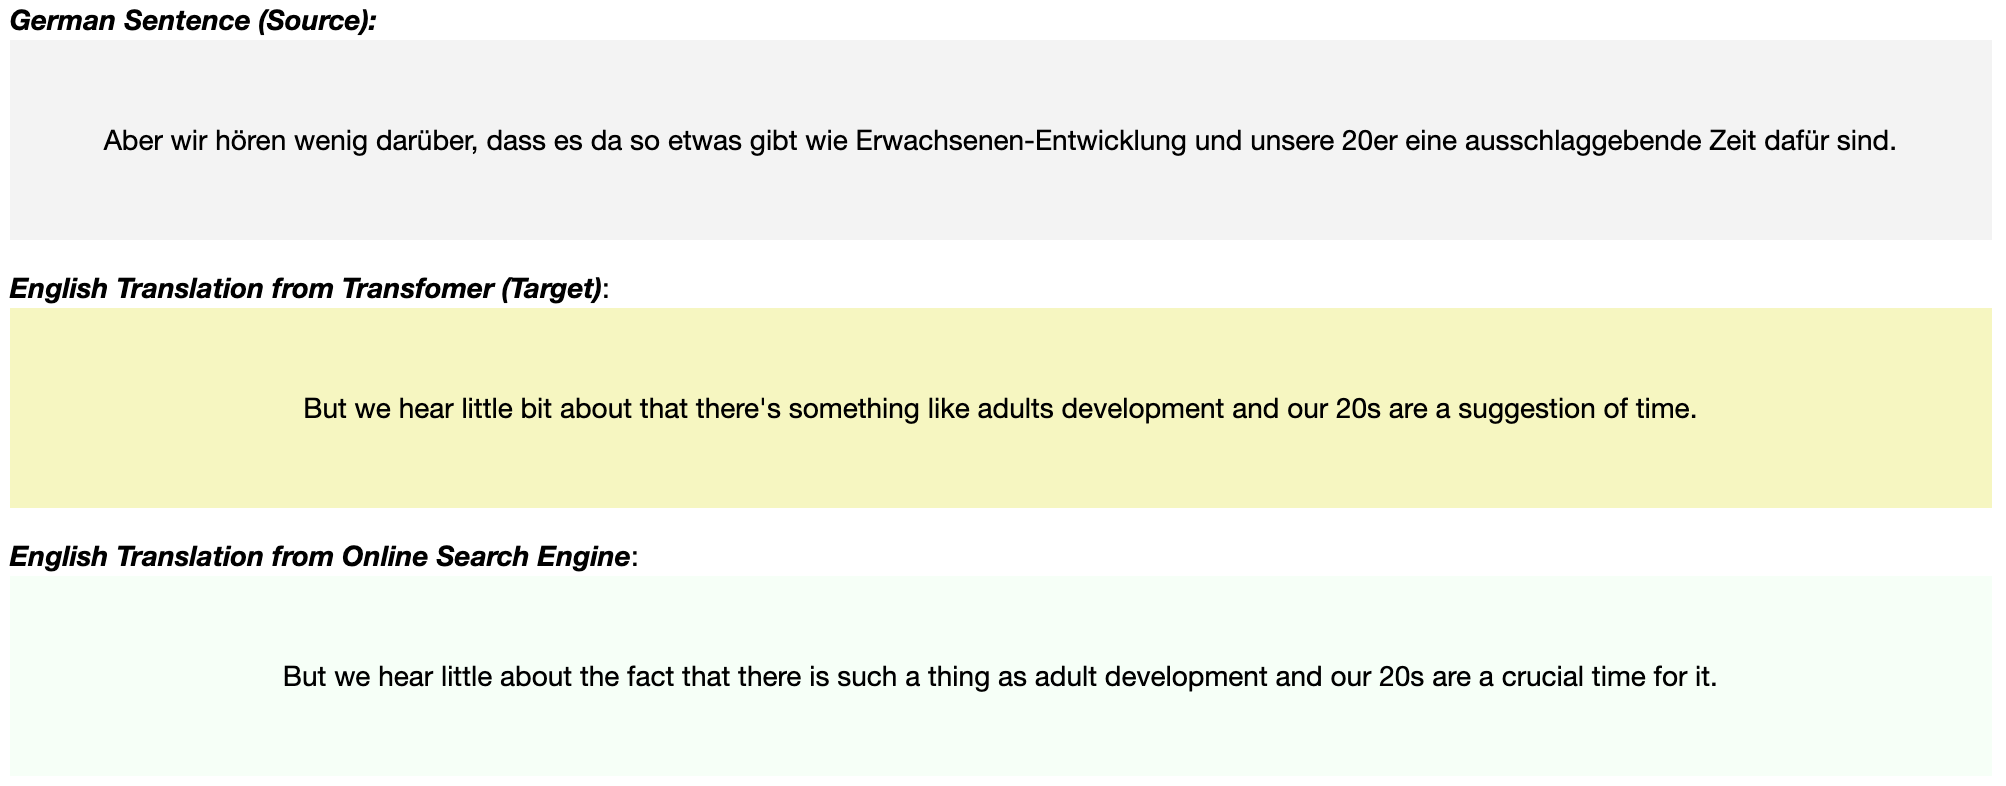 German Sentence (Source):
Aber wir hören wenig darüber, dass es da so etwas gibt wie Erwachsenen-Entwicklung und unsere 20er eine ausschlaggebende Zeit dafür sind.
English Translation from Transfomer (Target):
But we hear little bit about that there's something like adults development and our 20s are a suggestion of time.
English Translation from Online Search Engine:
But we hear little about the fact that there is such a thing as adult development and our 20s are a crucial time for it.